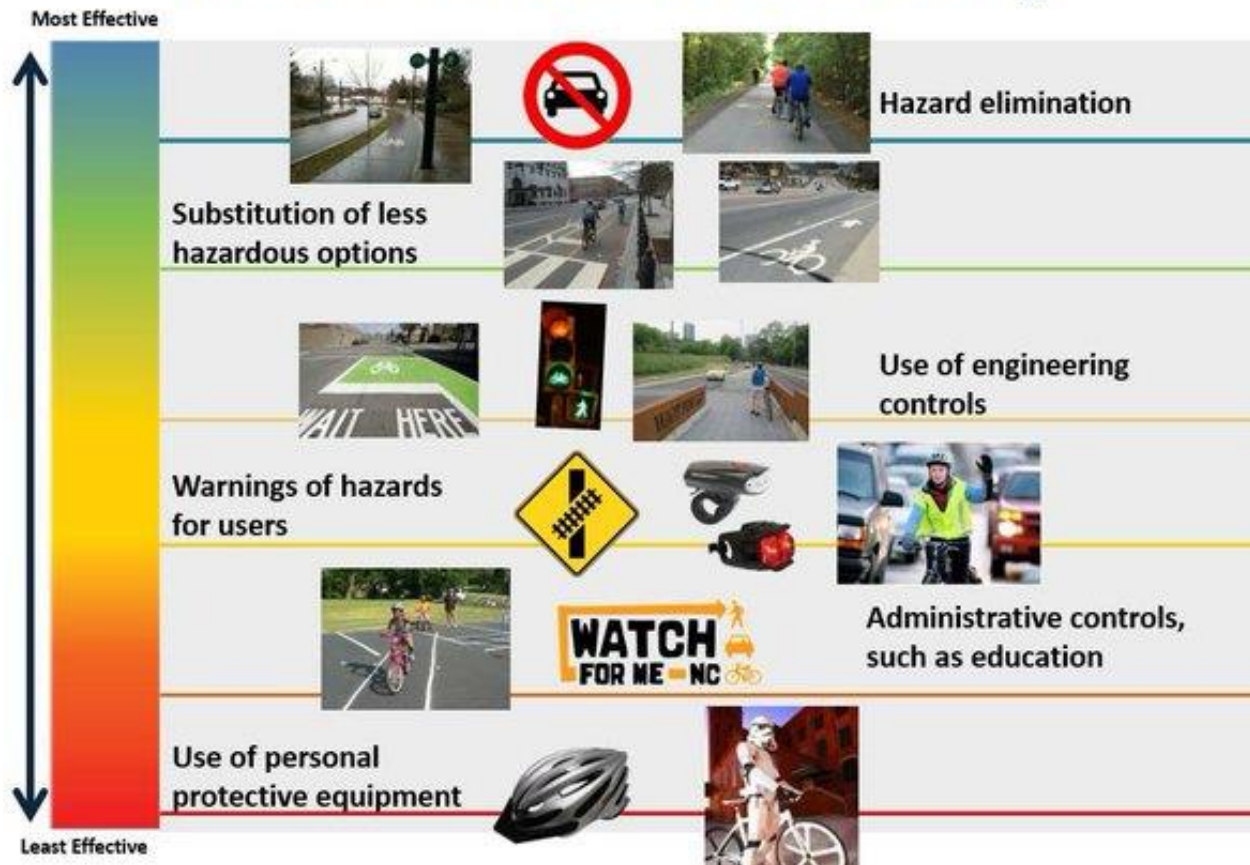 Most Effective
Hazard elimination
Substitution of less
hazardous options
WAIT HERE
Use of engineering
controls
Warnings of hazards
for users
WATCH
FOR ME-NC
Administrative controls,
such as education
Use of personal
protective equipment
Least Effective